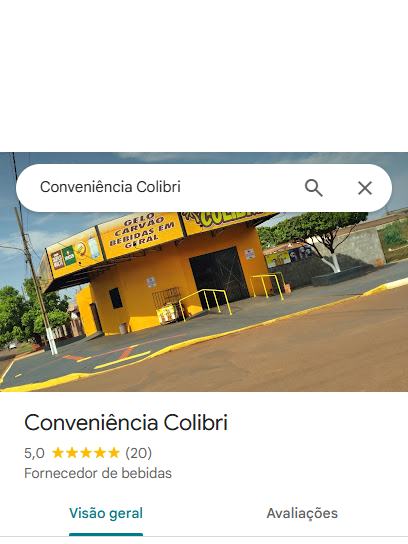 Conveniência Colibri
GELO
CARVÃO
BEBIDAS EM
GERAL
COLIBRI
Conveniência Colibri
5,0 (20)
Fornecedor de bebidas
Visão geral
Avaliações